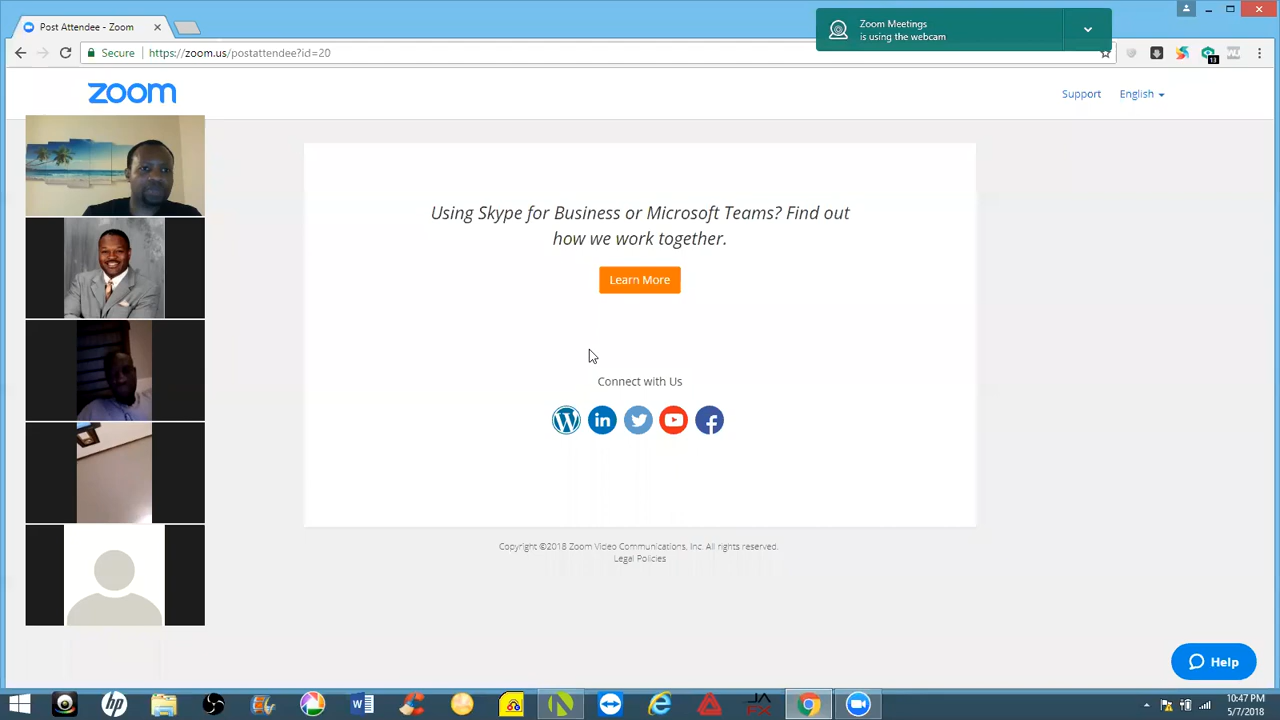 Post Attendee - Zoom
Zoom Meetings
is using the webcam
Secure https://zoom.us/postattendee?id=20
13
zoom
Support English
Using Skype for Business or Microsoft Teams? Find out
how we work together.
Learn More
Connect with Us
in
Copyright ©2018 Zoom Video Communications, Inc. All rights reserved.
Legal Policies
Help
10:47 PM
5/7/2018